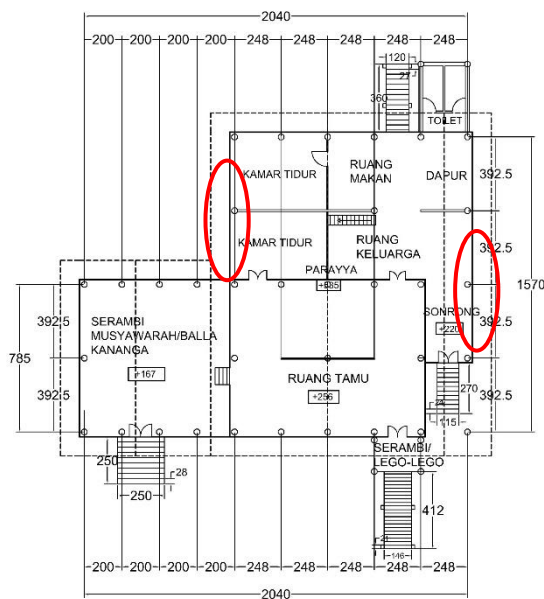 2040
200 200 200 200 248 248 248 248 248
120
27
360
TOILET
KAMAR TIDUR
RUANG
MAKAN
DAPUR
392.5
392.5
KAMAR TIDUR
RUANG
KELUARGA
PARAYYA
1570
SONRONG
+220
392.5
392.5
SERAMBI
MUSYAWARAH/BALLA
KANANGA
+167
785
392.5
392.5
RUANG TAMU
+256
270
115
SERAMBI/
LEGO-LEGO
250
28
250
412
21
146
200 200 200 200 248 248 248 248 248
2040